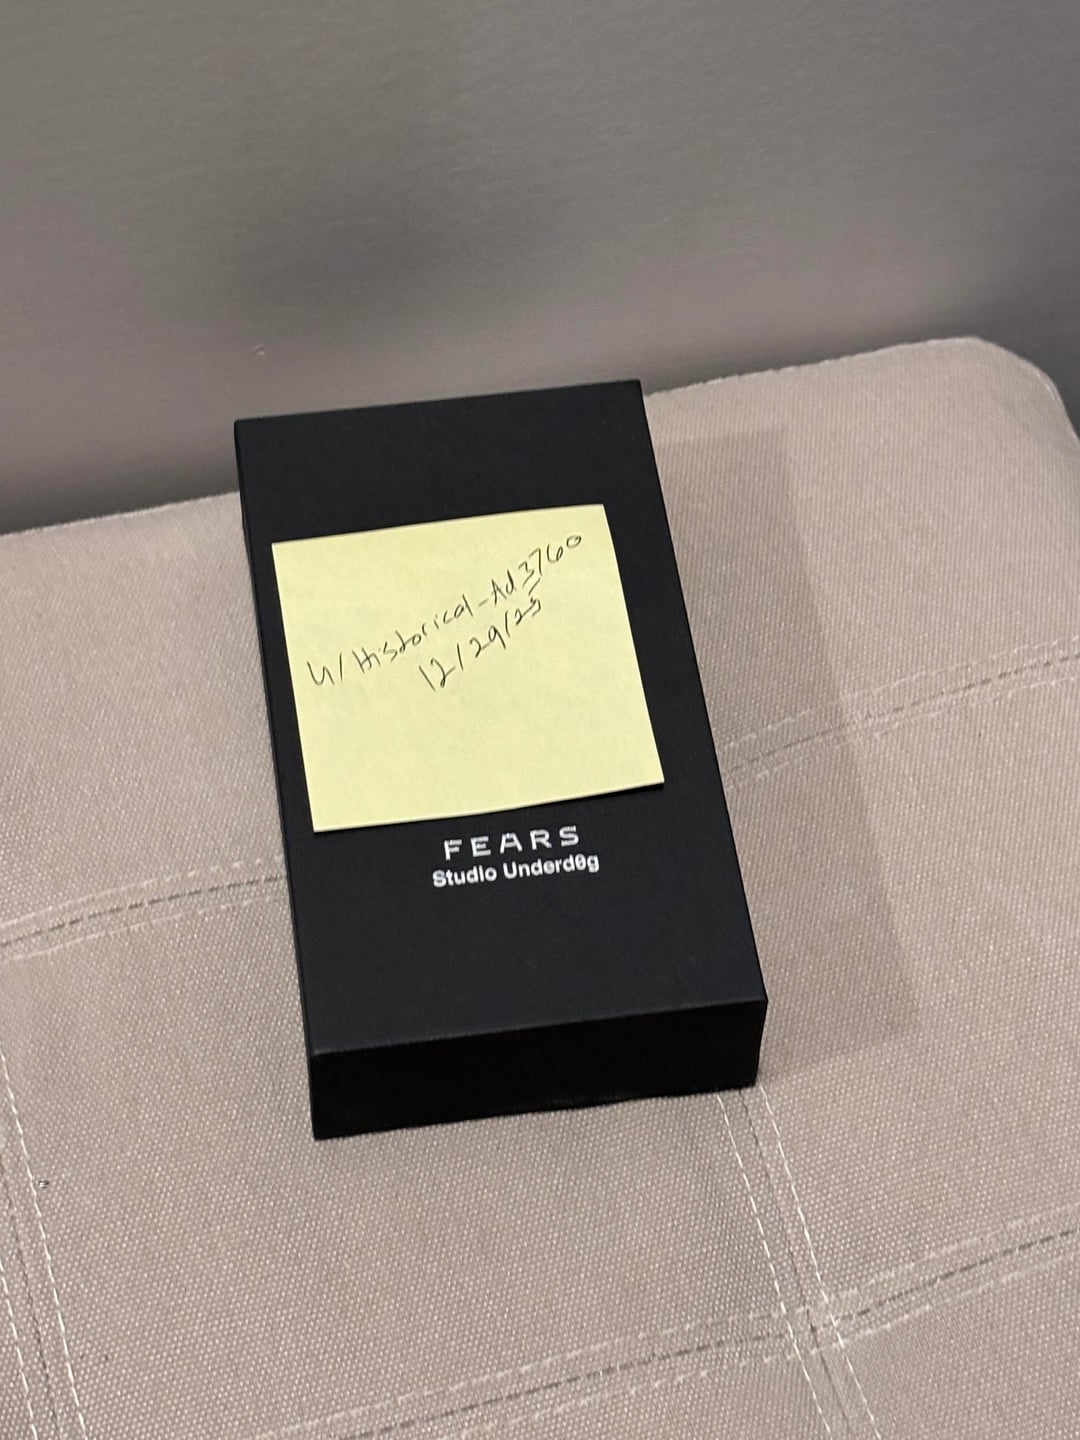 u/Historical-Ad3760
12/29/25
FEARS
Studio Underd0g